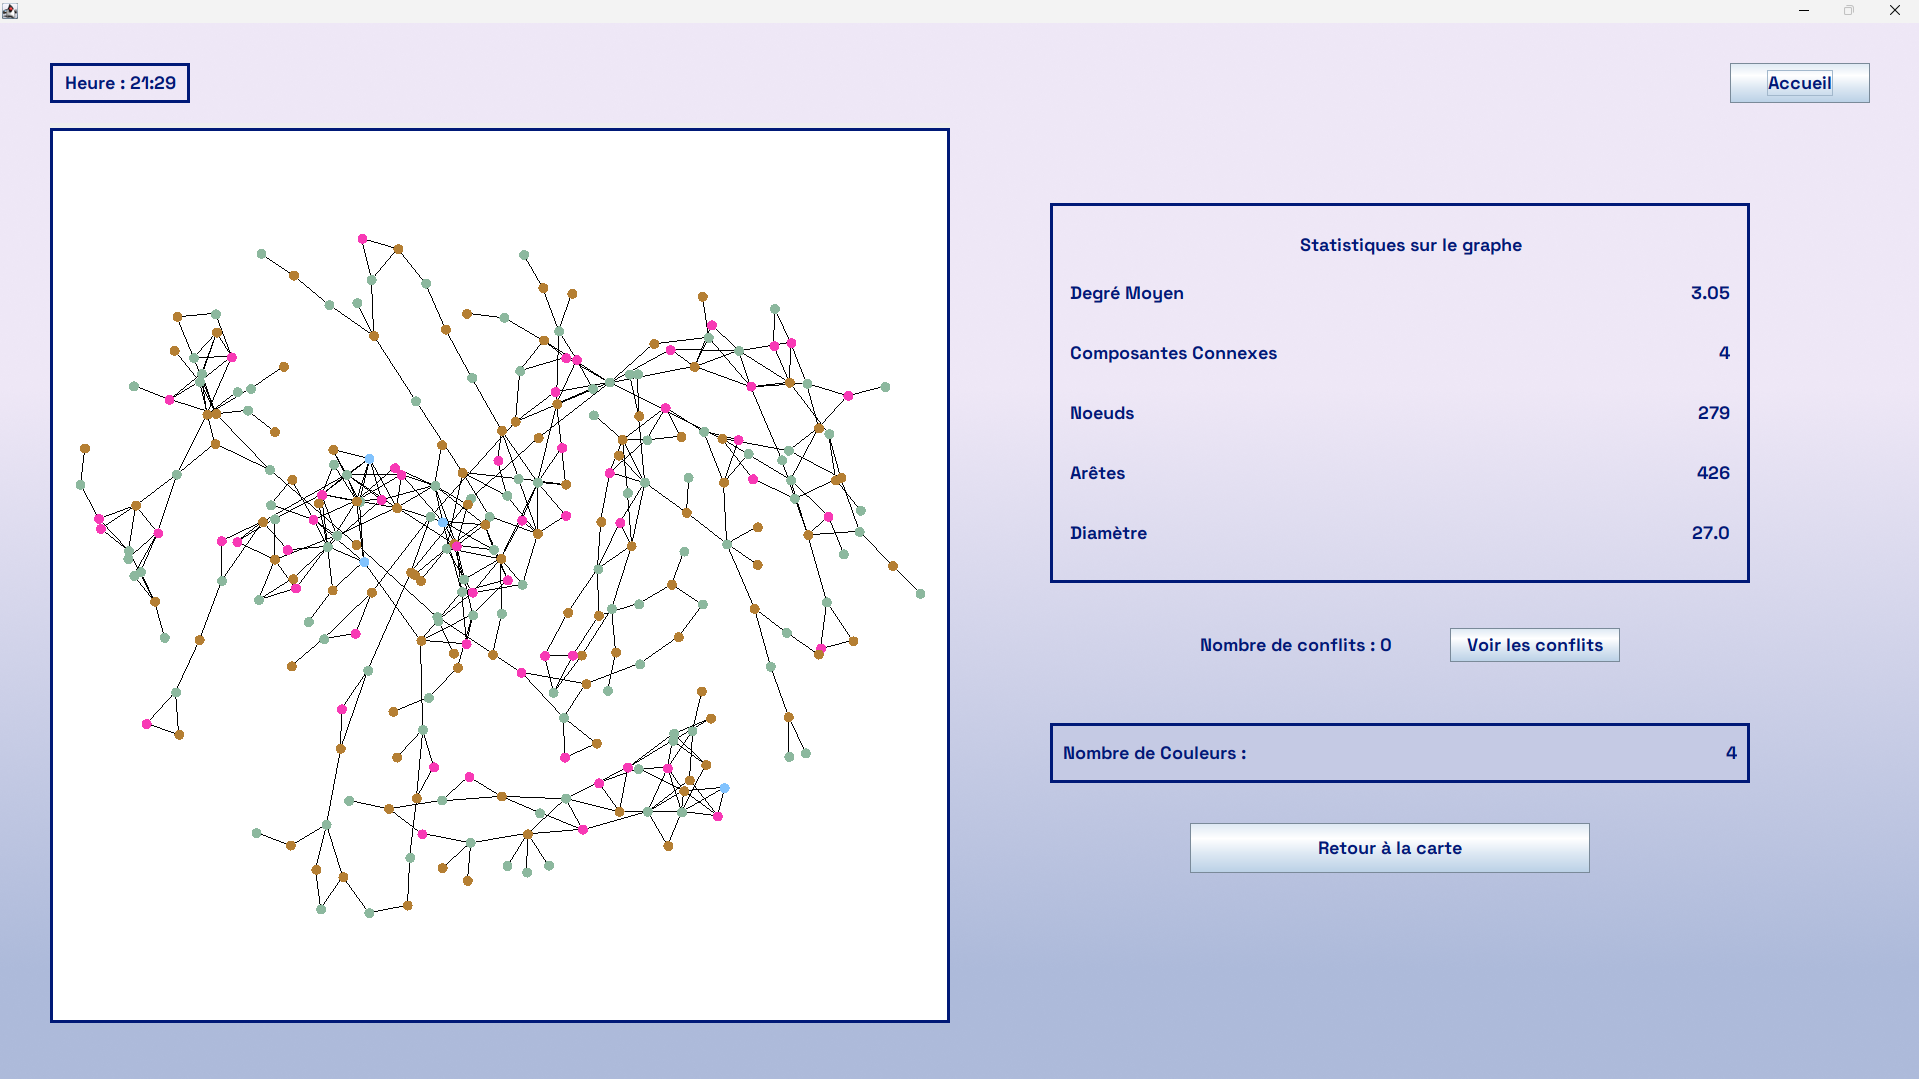 Heure : 21:29
Accueil
Statistiques sur le graphe
Degré Moyen 3.05
Composantes Connexes 4
Noeuds 279
Arêtes 426
Diamètre 27.0
Nombre de conflits : 0
Voir les conflits
Nombre de Couleurs : 4
Retour à la carte